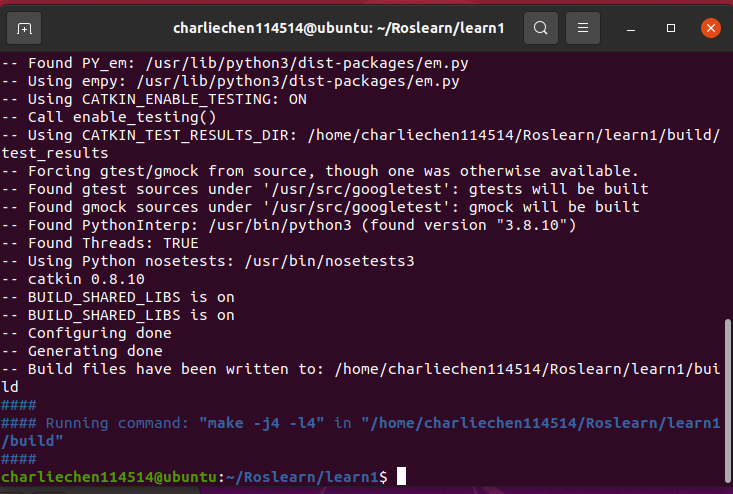 charliechen114514@ubuntu: ~/Roslearn/learn1
-- Found PY_em: /usr/lib/python3/dist-packages/em.py
-- Using empy: /usr/lib/python3/dist-packages/em.py
-- Using CATKIN_ENABLE_TESTING: ON
-- Call enable_testing()
-- Using CATKIN_TEST_RESULTS_DIR: /home/charliechen114514/Roslearn/learn1/build/
test_results
-- Forcing gtest/gmock from source, though one was otherwise available.
-- Found gtest sources under '/usr/src/googletest': gtests will be built
-- Found gmock sources under '/usr/src/googletest': gmock will be built
-- Found PythonInterp: /usr/bin/python3 (found version "3.8.10")
-- Found Threads: TRUE
-- Using Python nosetests: /usr/bin/nosetests3
-- catkin 0.8.10
-- BUILD_SHARED_LIBS is on
-- BUILD_SHARED_LIBS is on
-- Configuring done
-- Generating done
-- Build files have been written to: /home/charliechen114514/Roslearn/learn1/bui
ld
####
#### Running command: "make -j4 -l4" in "/home/charliechen114514/Roslearn/learn1
/build"
####
charliechen114514@ubuntu:~/Roslearn/learn1$